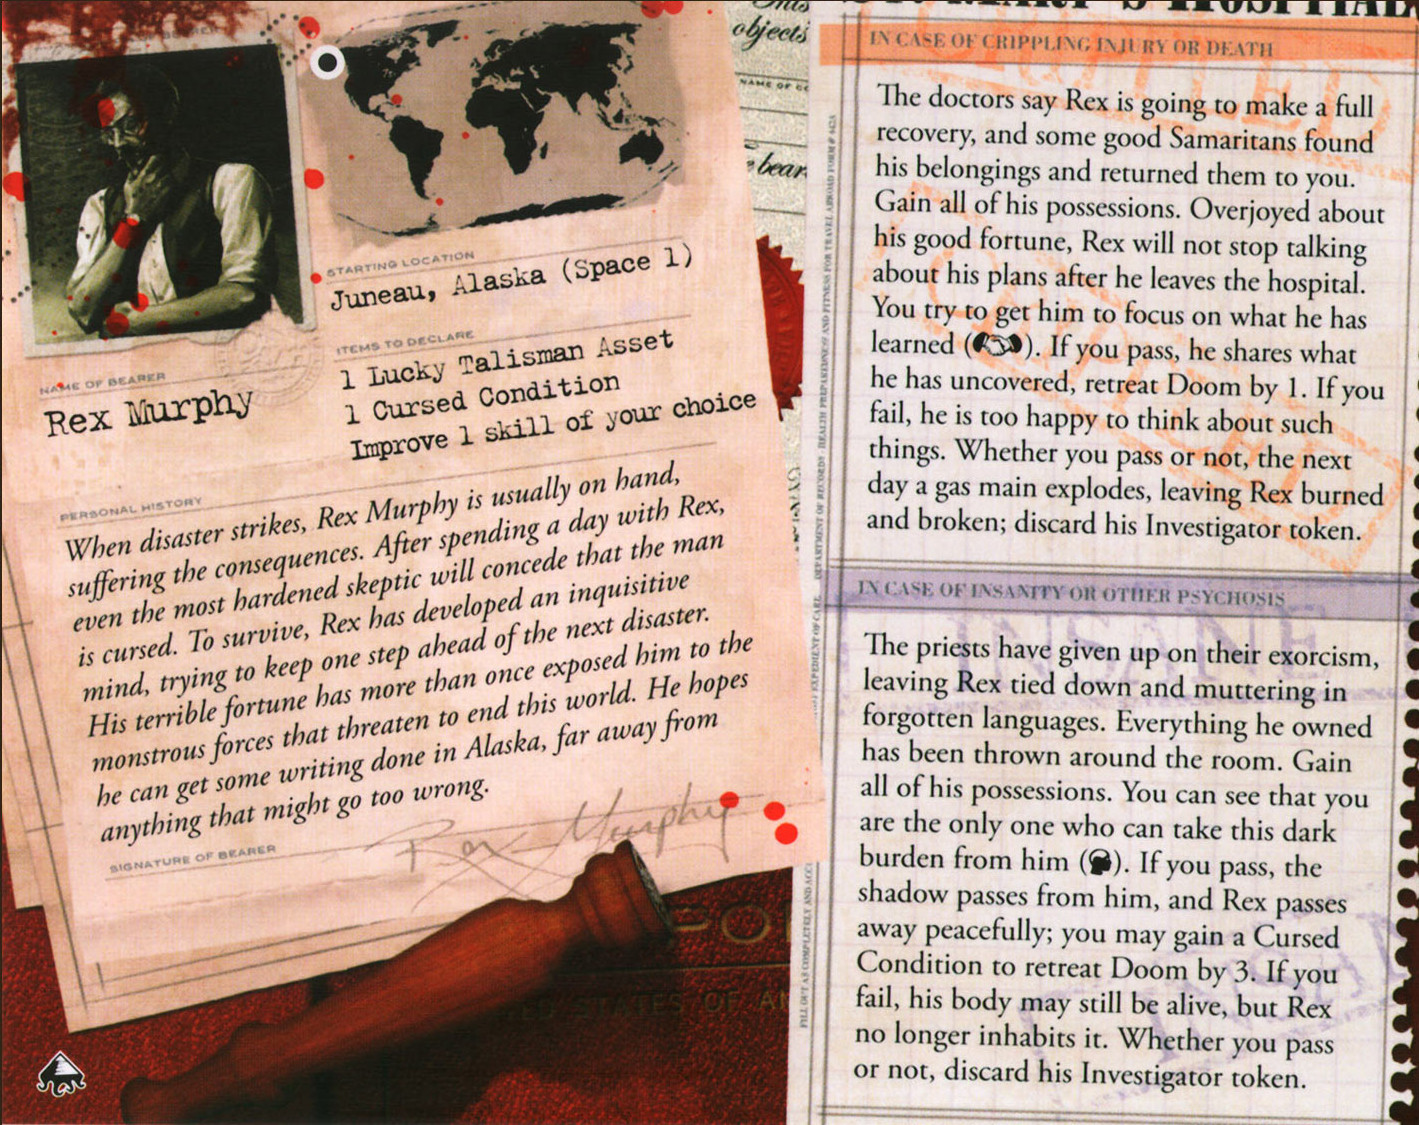 STARTING LOCATION
Juneau, Alaska (Space 1)
ITEMS TO DECLARE
1 Lucky Talisman Asset
1 Cursed Condition
Improve 1 skill of your choice
NAME OF BEARER
Rex Murphy
PERSONAL HISTORY
When disaster strikes, Rex Murphy is usually on hand,
suffering the consequences. After spending a day with Rex,
even the most hardened skeptic will concede that the man
is cursed. To survive, Rex has developed an inquisitive
mind, trying to keep one step ahead of the next disaster.
His terrible fortune has more than once exposed him to the
monstrous forces that threaten to end this world. He hopes
he can get some writing done in Alaska, far away from
anything that might go too wrong.
SIGNATURE OF BEARER
Rex Murphy
This
objects
NAME OF
bear
UNITED STATES OF
IN CASE OF CRIPPLING INJURY OR DEATH
The doctors say Rex is going to make a full
recovery, and some good Samaritans found
his belongings and returned them to you.
Gain all of his possessions. Overjoyed about
his good fortune, Rex will not stop talking
about his plans after he leaves the hospital.
You try to get him to focus on what he has
learned ( ). If you pass, he shares what
he has uncovered, retreat Doom by 1. If you
fail, he is too happy to think about such
things. Whether you pass or not, the next
day a gas main explodes, leaving Rex burned
and broken; discard his Investigator token.
IN CASE OF INSANITY OR OTHER PSYCHOSIS
The priests have given up on their exorcism,
leaving Rex tied down and muttering in
forgotten languages. Everything he owned
has been thrown around the room. Gain
all of his possessions. You can see that you
are the only one who can take this dark
burden from him ( ). If you pass, the
shadow passes from him, and Rex passes
away peacefully; you may gain a Cursed
Condition to retreat Doom by 3. If you
fail, his body may still be alive, but Rex
no longer inhabits it. Whether you pass
or not, discard his Investigator token.